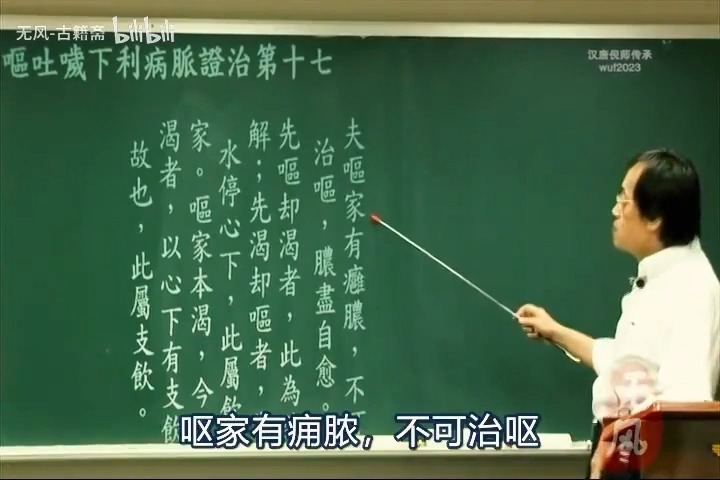 无风-古籍斋 bilibili
汉唐倪师传承
wuf2023
嘔吐噦下利病脈證治第十七
夫嘔家有癰膿，不
治嘔，膿盡自愈。
先嘔却渴者，此為
解；先渴却嘔者，
水停心下，此屬飲
家。嘔家本渴，今
渴者，以心下有支飲
故也，此屬支飲。
呕家有痈脓，不可治呕
无风